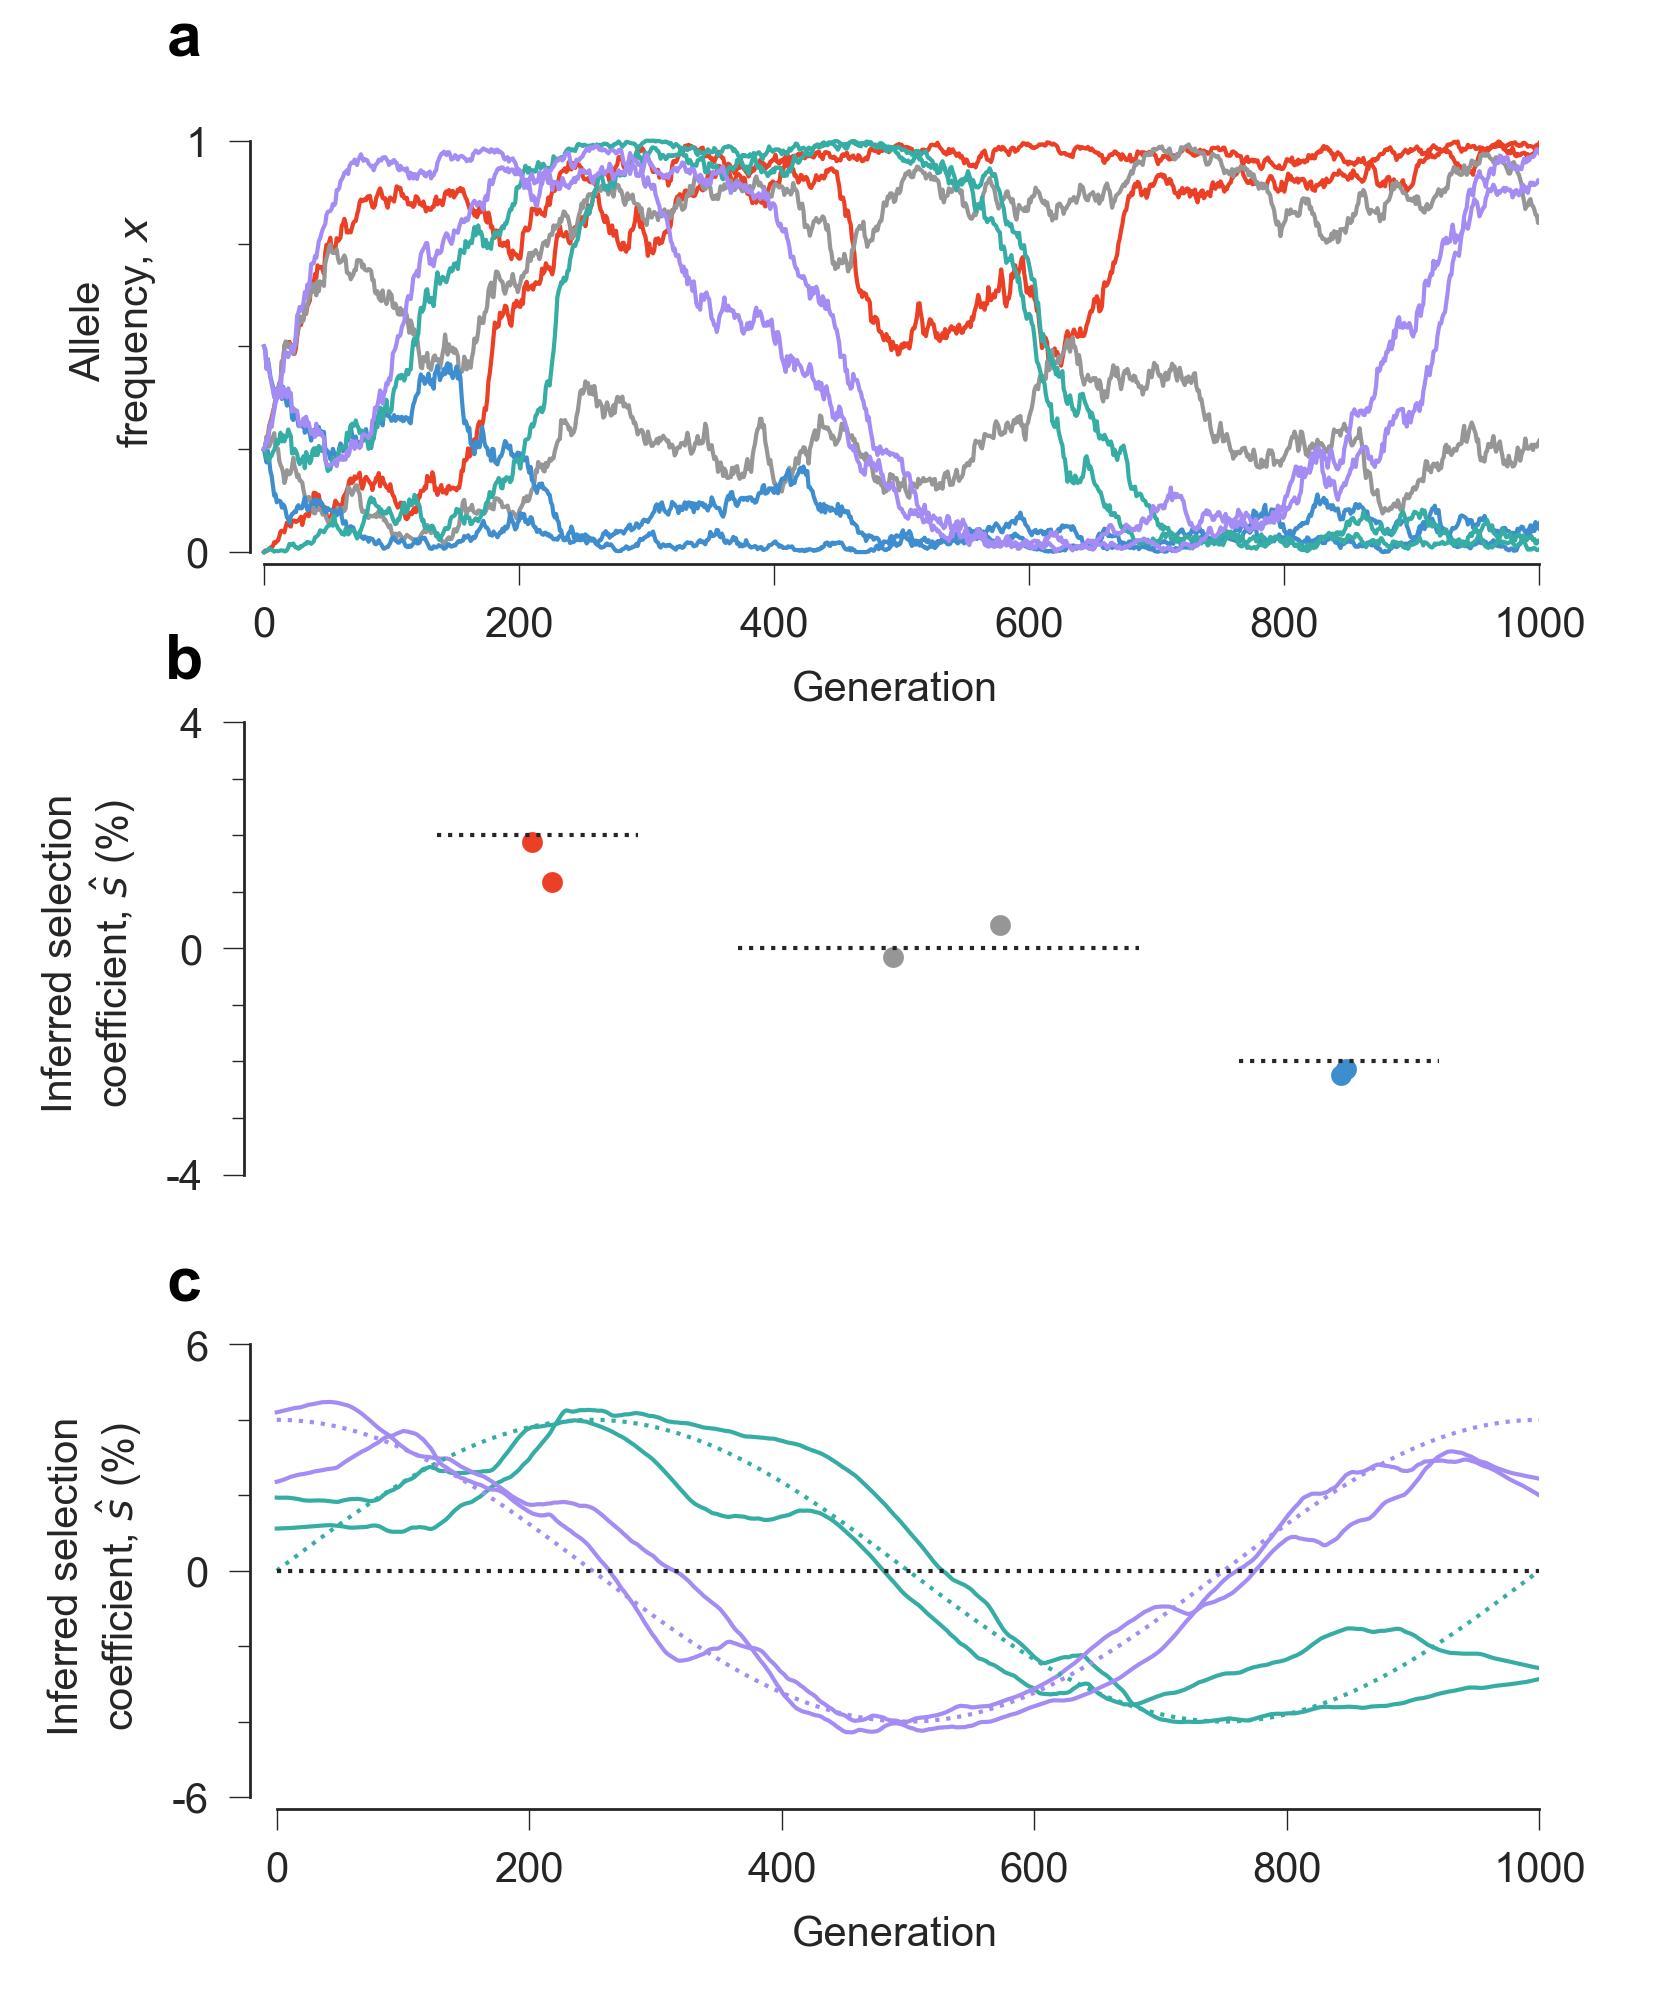 a
Allele
frequency, x
1
0
0 200 400 600 800 1000
Generation
b
Inferred selection
coefficient, ŝ (%)
4
0
-4
c
Inferred selection
coefficient, ŝ (%)
6
0
-6
0 200 400 600 800 1000
Generation